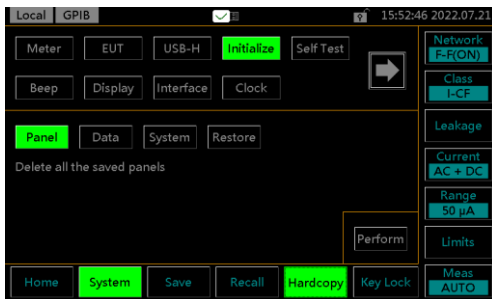 Local GPIB 15:52:46 2022.07.21
Meter EUT USB-H Initialize Self Test
Beep Display Interface Clock
Panel Data System Restore
Delete all the saved panels
Perform
Home System Save Recall Hardcopy Key Lock
Network
F-F(ON)
Class
I-CF
Leakage
Current
AC + DC
Range
50 µA
Limits
Meas
AUTO